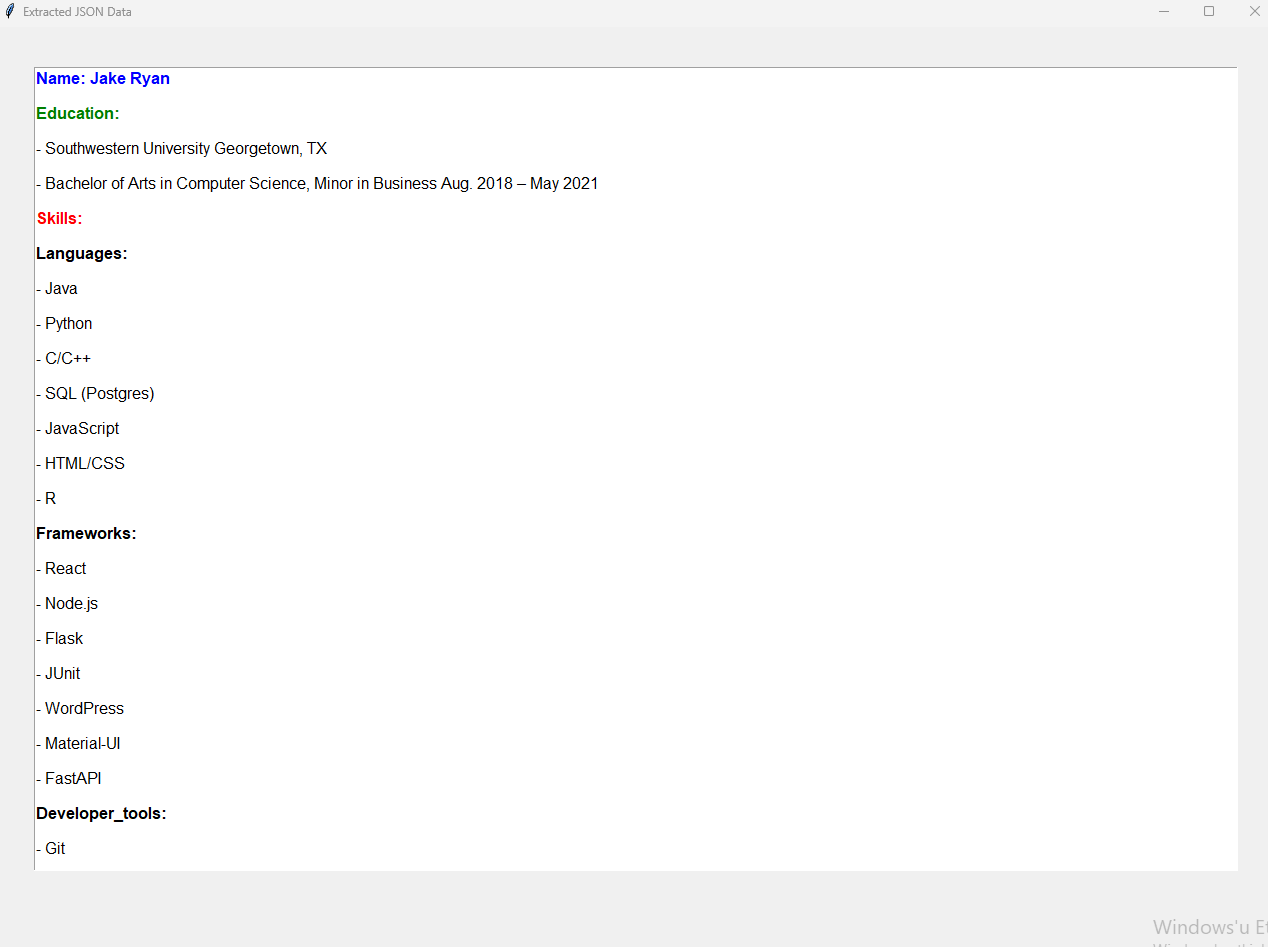 Extracted JSON Data
Name: Jake Ryan
Education:
- Southwestern University Georgetown, TX
- Bachelor of Arts in Computer Science, Minor in Business Aug. 2018 – May 2021
Skills:
Languages:
- Java
- Python
- C/C++
- SQL (Postgres)
- JavaScript
- HTML/CSS
- R
Frameworks:
- React
- Node.js
- Flask
- JUnit
- WordPress
- Material-UI
- FastAPI
Developer_tools:
- Git
Windows'u